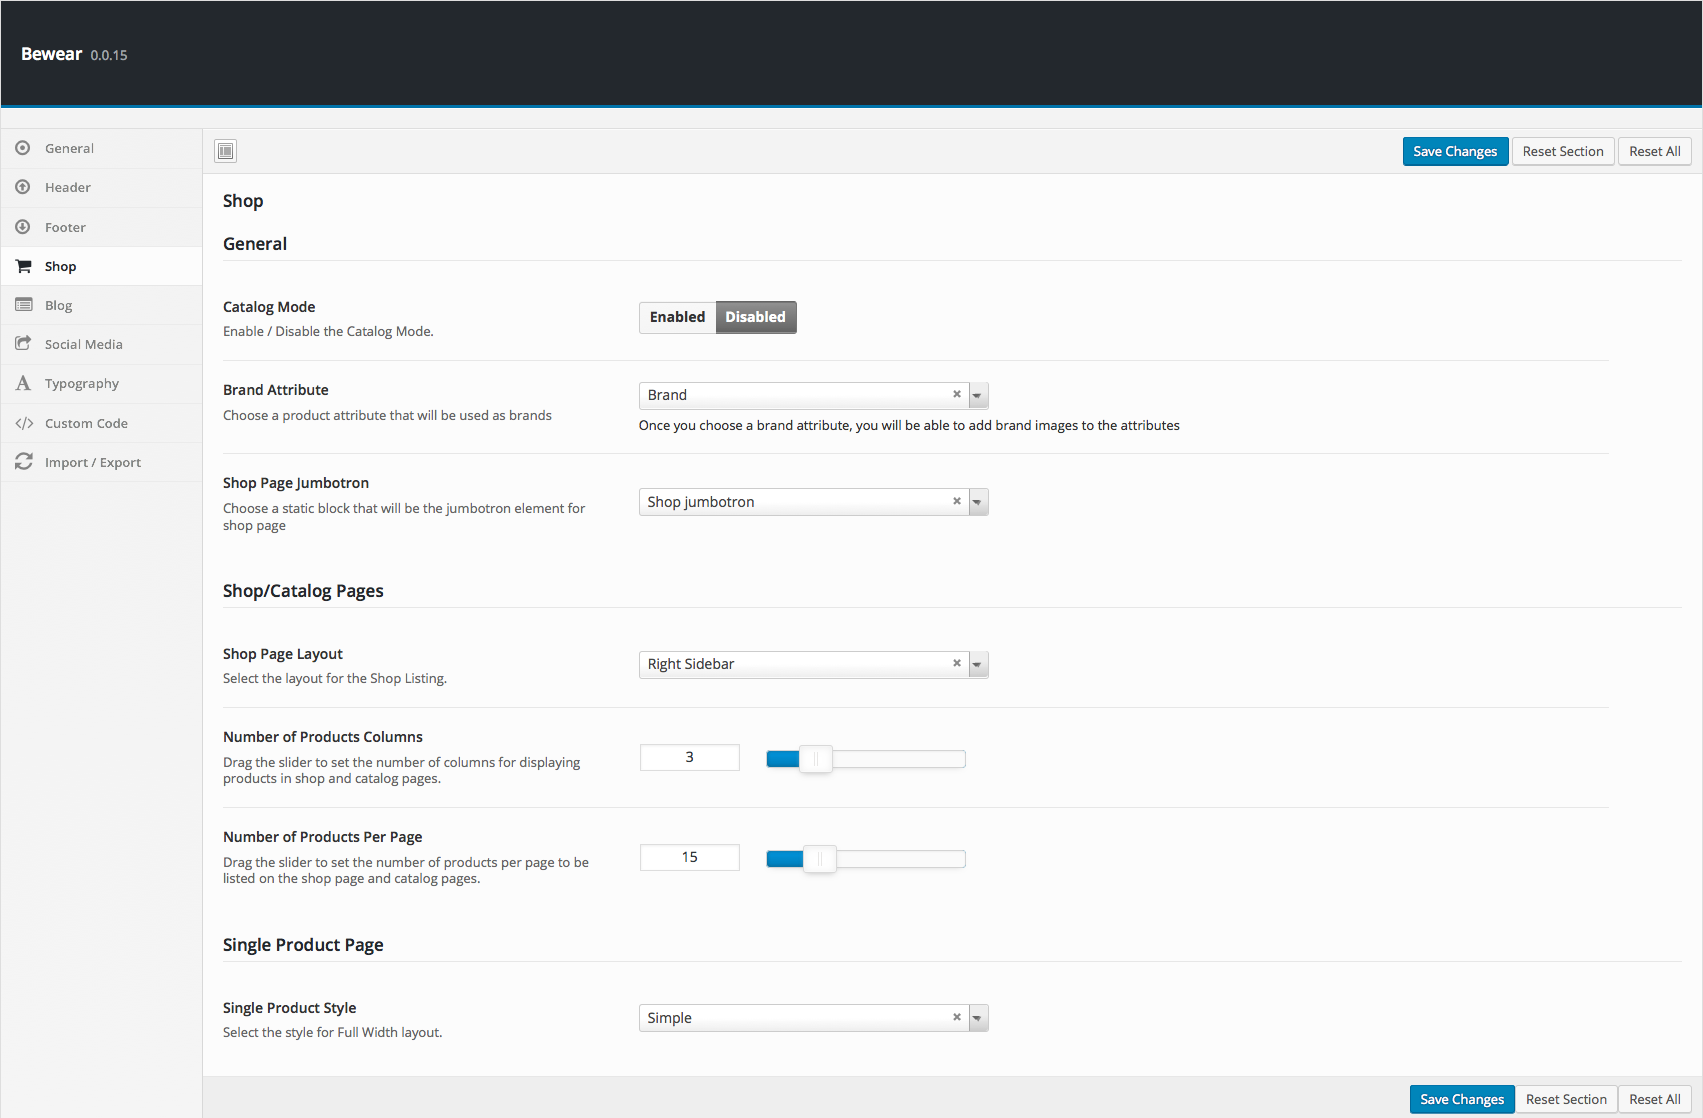 Bewear 0.0.15
General
Header
Footer
Shop
Blog
Social Media
Typography
Custom Code
Import / Export
Save Changes Reset Section Reset All
Shop
General
Catalog Mode
Enable / Disable the Catalog Mode.
Enabled Disabled
Brand Attribute
Choose a product attribute that will be used as brands
Brand
Once you choose a brand attribute, you will be able to add brand images to the attributes
Shop Page Jumbotron
Choose a static block that will be the jumbotron element for
shop page
Shop jumbotron
Shop/Catalog Pages
Shop Page Layout
Select the layout for the Shop Listing.
Right Sidebar
Number of Products Columns
Drag the slider to set the number of columns for displaying
products in shop and catalog pages.
3
Number of Products Per Page
Drag the slider to set the number of products per page to be
listed on the shop page and catalog pages.
15
Single Product Page
Single Product Style
Select the style for Full Width layout.
Simple
Save Changes Reset Section Reset All